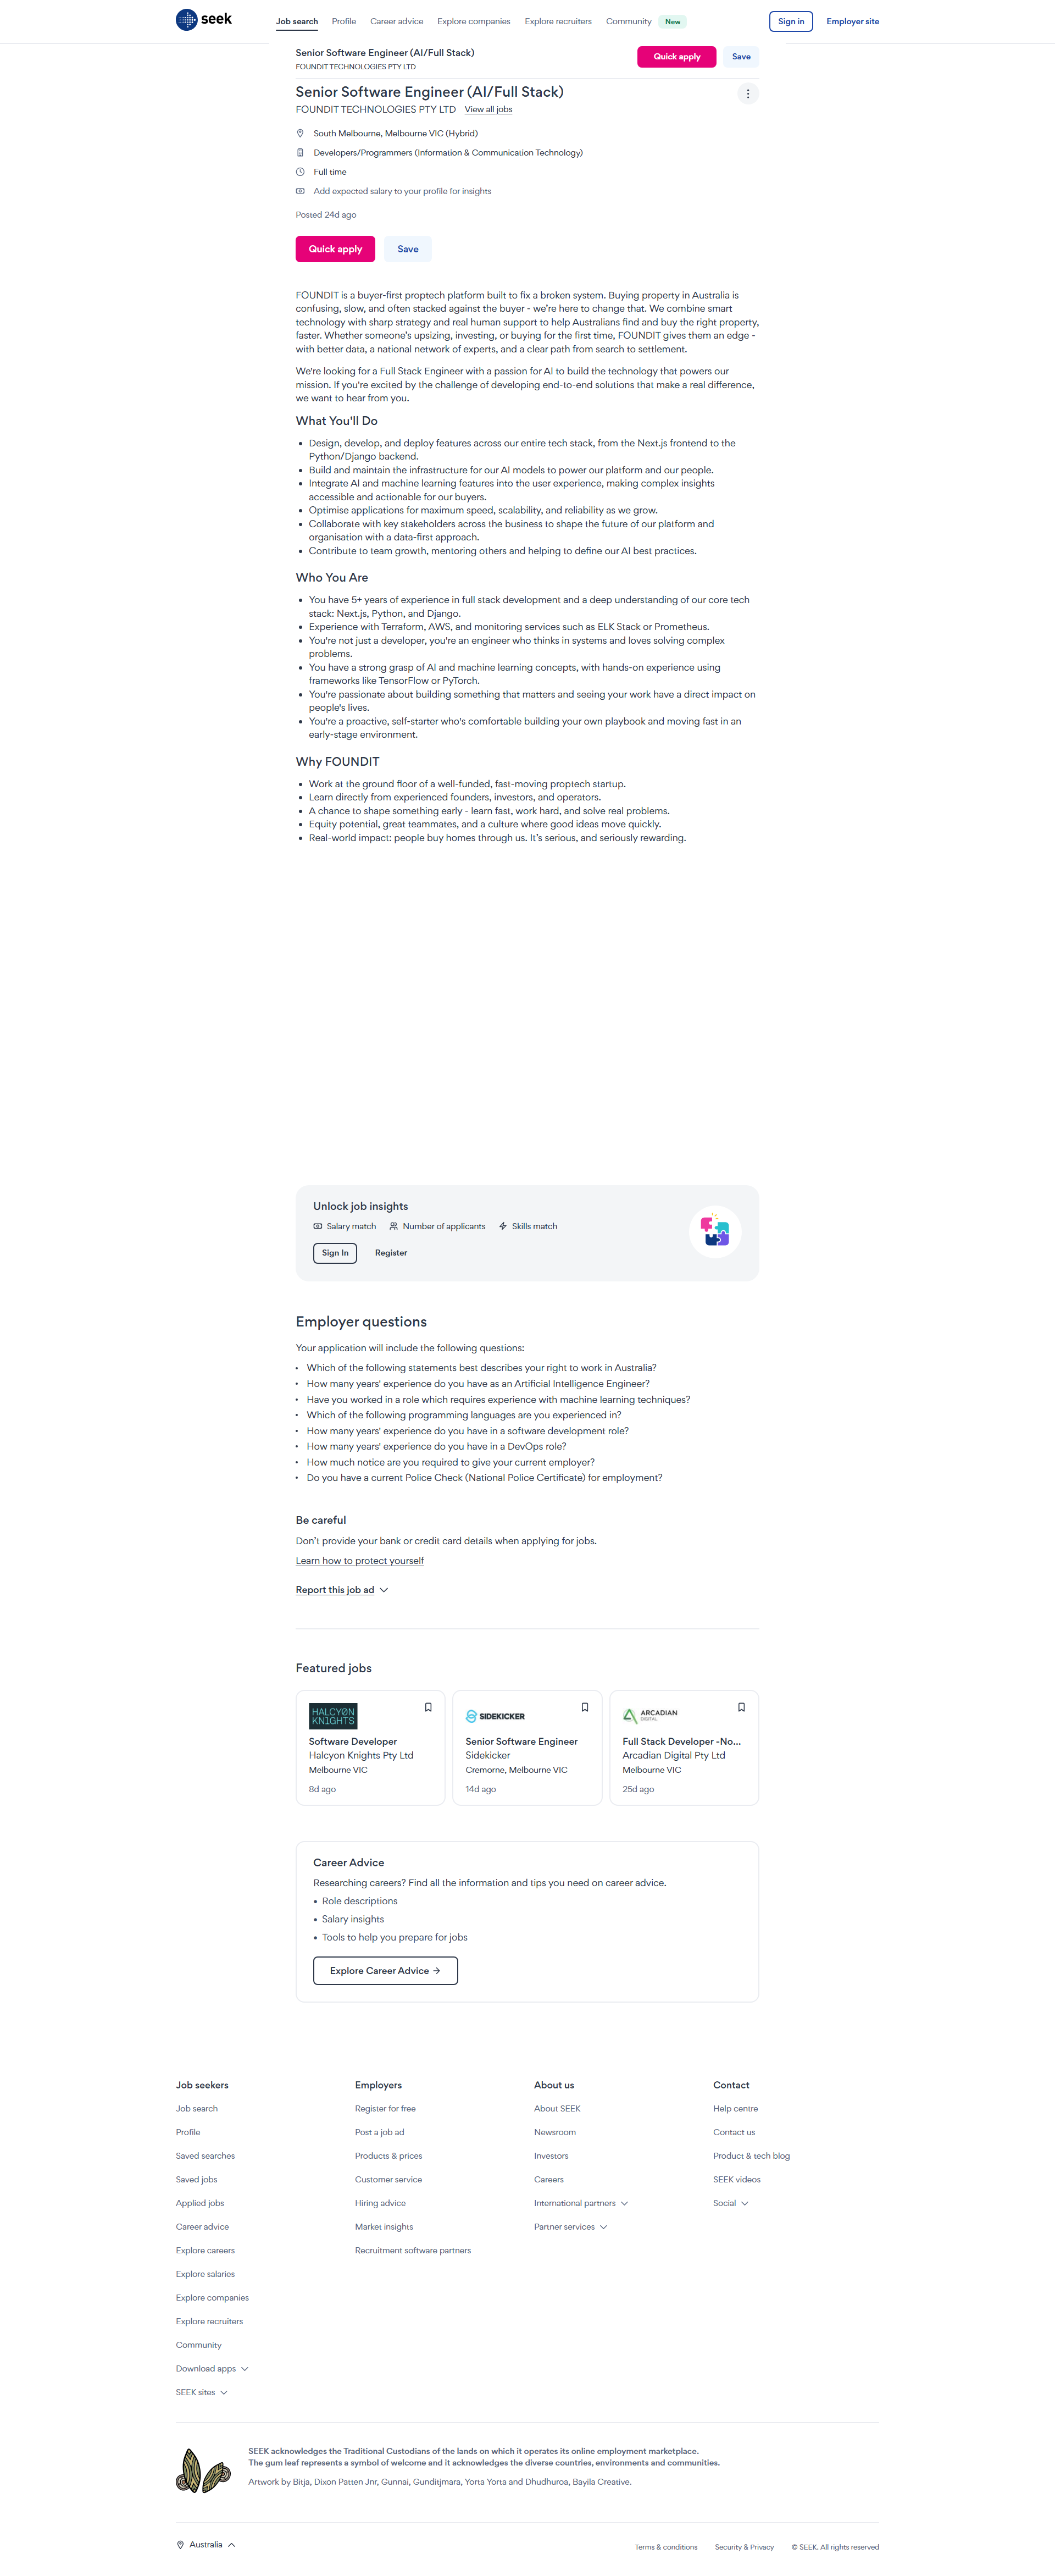 seek
Job search
Profile
Career advice
Explore companies
Explore recruiters
Community
New
Sign in
Employer site
Senior Software Engineer (AI/Full Stack)
FOUNDIT TECHNOLOGIES PTY LTD
Quick apply
Save
Senior Software Engineer (AI/Full Stack)
FOUNDIT TECHNOLOGIES PTY LTD
View all jobs
South Melbourne, Melbourne VIC (Hybrid)
Developers/Programmers (Information & Communication Technology)
Full time
Add expected salary to your profile for insights
Posted 24d ago
Quick apply
Save
FOUNDIT is a buyer-first proptech platform built to fix a broken system. Buying property in Australia is
confusing, slow, and often stacked against the buyer - we're here to change that. We combine smart
technology with sharp strategy and real human support to help Australians find and buy the right property,
faster. Whether someone's upsizing, investing, or buying for the first time, FOUNDIT gives them an edge -
with better data, a national network of experts, and a clear path from search to settlement.
We're looking for a Full Stack Engineer with a passion for AI to build the technology that powers our
mission. If you're excited by the challenge of developing end-to-end solutions that make a real difference,
we want to hear from you.
What You'll Do
• Design, develop, and deploy features across our entire tech stack, from the Next.js frontend to the
Python/Django backend.
• Build and maintain the infrastructure for our AI models to power our platform and our people.
• Integrate AI and machine learning features into the user experience, making complex insights
accessible and actionable for our buyers.
• Optimise applications for maximum speed, scalability, and reliability as we grow.
• Collaborate with key stakeholders across the business to shape the future of our platform and
organisation with a data-first approach.
• Contribute to team growth, mentoring others and helping to define our AI best practices.
Who You Are
• You have 5+ years of experience in full stack development and a deep understanding of our core tech
stack: Next.js, Python, and Django.
• Experience with Terraform, AWS, and monitoring services such as ELK Stack or Prometheus.
• You're not just a developer, you're an engineer who thinks in systems and loves solving complex
problems.
• You have a strong grasp of AI and machine learning concepts, with hands-on experience using
frameworks like TensorFlow or PyTorch.
• You're passionate about building something that matters and seeing your work have a direct impact on
people's lives.
• You're a proactive, self-starter who's comfortable building your own playbook and moving fast in an
early-stage environment.
Why FOUNDIT
• Work at the ground floor of a well-funded, fast-moving proptech startup.
• Learn directly from experienced founders, investors, and operators.
• A chance to shape something early - learn fast, work hard, and solve real problems.
• Equity potential, great teammates, and a culture where good ideas move quickly.
• Real-world impact: people buy homes through us. It's serious, and seriously rewarding.
Unlock job insights
Salary match
Number of applicants
Skills match
Sign In
Register
Employer questions
Your application will include the following questions:
• Which of the following statements best describes your right to work in Australia?
• How many years' experience do you have as an Artificial Intelligence Engineer?
• Have you worked in a role which requires experience with machine learning techniques?
• Which of the following programming languages are you experienced in?
• How many years' experience do you have in a software development role?
• How many years' experience do you have in a DevOps role?
• How much notice are you required to give your current employer?
• Do you have a current Police Check (National Police Certificate) for employment?
Be careful
Don't provide your bank or credit card details when applying for jobs.
Learn how to protect yourself
Report this job ad
Featured jobs
HALCYØN
KN1GHTS
Software Developer
Halcyon Knights Pty Ltd
Melbourne VIC
8d ago
SIDEKICKER
Senior Software Engineer
Sidekicker
Cremorne, Melbourne VIC
14d ago
ARCADIAN
DIGITAL
Full Stack Developer -No...
Arcadian Digital Pty Ltd
Melbourne VIC
25d ago
Career Advice
Researching careers? Find all the information and tips you need on career advice.
• Role descriptions
• Salary insights
• Tools to help you prepare for jobs
Explore Career Advice →
Job seekers
Job search
Profile
Saved searches
Saved jobs
Applied jobs
Career advice
Explore careers
Explore salaries
Explore companies
Explore recruiters
Community
Download apps
SEEK sites
Employers
Register for free
Post a job ad
Products & prices
Customer service
Hiring advice
Market insights
Recruitment software partners
About us
About SEEK
Newsroom
Investors
Careers
International partners
Partner services
Contact
Help centre
Contact us
Product & tech blog
SEEK videos
Social
SEEK acknowledges the Traditional Custodians of the lands on which it operates its online employment marketplace.
The gum leaf represents a symbol of welcome and it acknowledges the diverse countries, environments and communities.
Artwork by Bitja, Dixon Patten Jnr, Gunnai, Gunditjmara, Yorta Yorta and Dhudhuroa, Bayila Creative.
Australia
Terms & conditions
Security & Privacy
© SEEK. All rights reserved